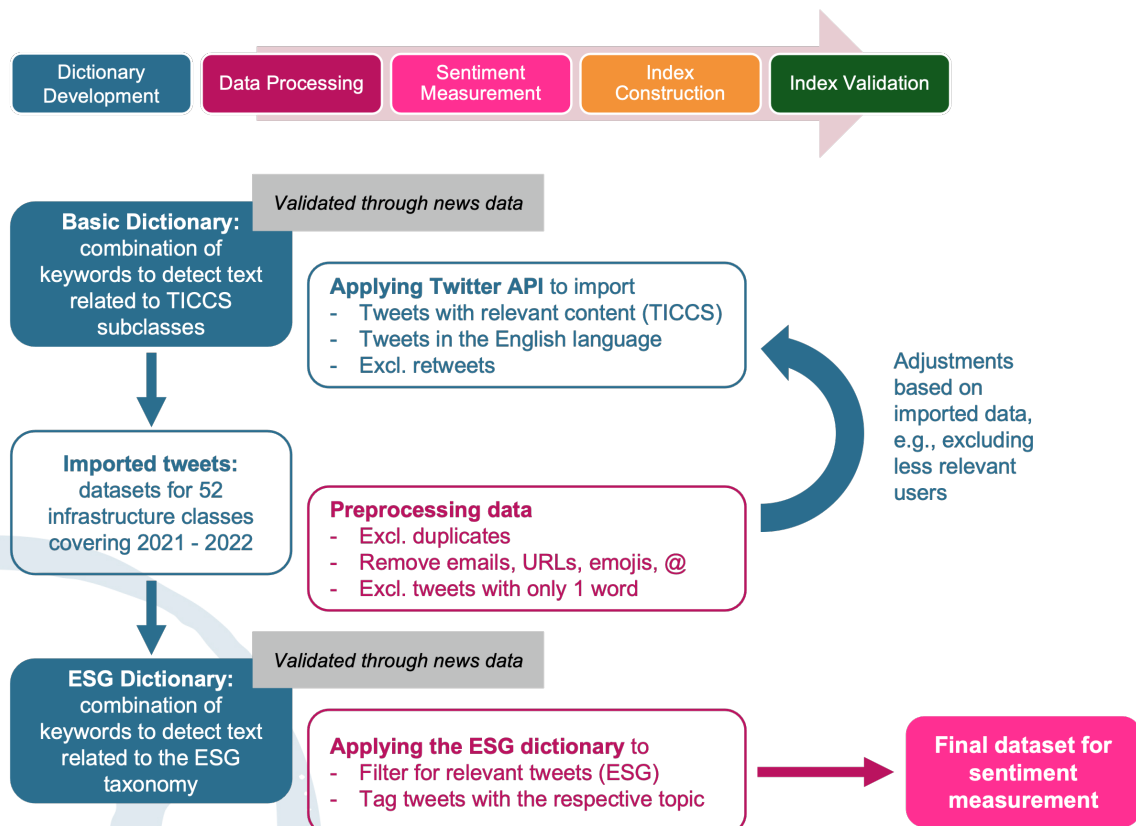 Dictionary
Development
Data Processing
Sentiment
Measurement
Index
Construction
Index Validation
Validated through news data
Basic Dictionary:
combination of
keywords to detect text
related to TICCS
subclasses
Applying Twitter API to import
- Tweets with relevant content (TICCS)
- Tweets in the English language
- Excl. retweets
Adjustments
based on
imported data,
e.g., excluding
less relevant
users
Imported tweets:
datasets for 52
infrastructure classes
covering 2021 - 2022
Preprocessing data
- Excl. duplicates
- Remove emails, URLs, emojis, @
- Excl. tweets with only 1 word
Validated through news data
ESG Dictionary:
combination of
keywords to detect text
related to the ESG
taxonomy
Applying the ESG dictionary to
- Filter for relevant tweets (ESG)
- Tag tweets with the respective topic
Final dataset for
sentiment
measurement